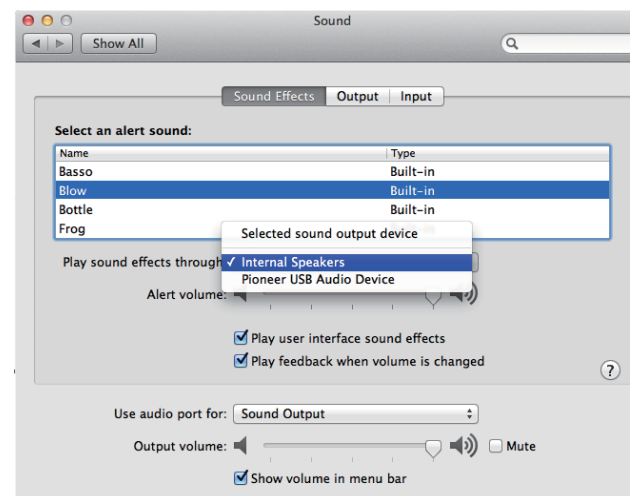 Sound
Show All
Sound Effects Output Input
Select an alert sound:
Name Type
Basso Built-in
Blow Built-in
Bottle Built-in
Frog
Selected sound output device
Play sound effects through ✓ Internal Speakers
Pioneer USB Audio Device
Alert volume:
Play user interface sound effects
Play feedback when volume is changed
?
Use audio port for: Sound Output
Output volume: Mute
Show volume in menu bar